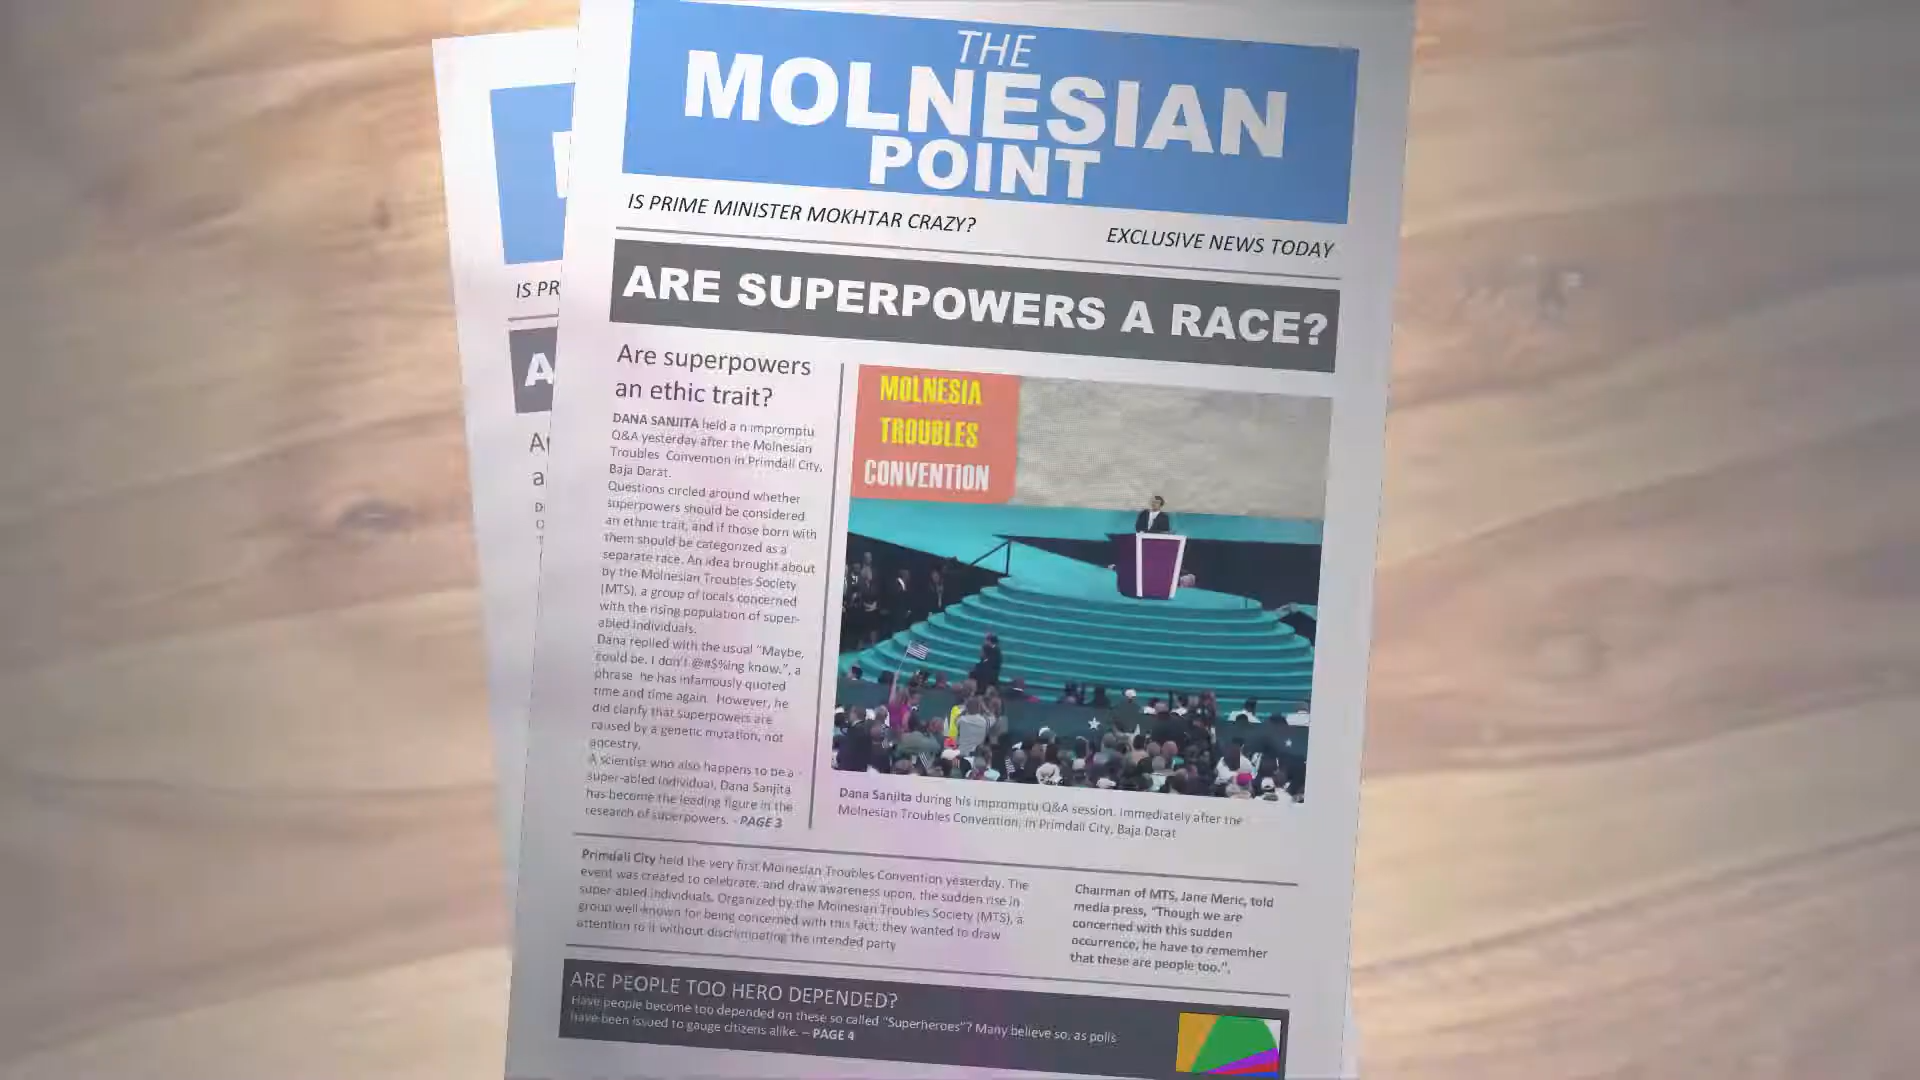 THE
MOLNESIAN
POINT
IS PRIME MINISTER MOKHTAR CRAZY?
EXCLUSIVE NEWS TODAY
ARE SUPERPOWERS A RACE?
Are superpowers
an ethic trait?
DANA SANJITA held a n impromptu
Q&A yesterday after the Molnesian
Troubles Convention in Primdali City,
Baja Darat.
Questions circled around whether
superpowers should be considered
an ethnic trait, and if those born with
them should be categorized as a
separate race. An idea brought about
by the Molnesian Troubles Society
(MTS), a group of locals concerned
with the rising population of super-
abled individuals.
Dana replied with the usual "Maybe,
could be. I don't @#$%ing know.", a
phrase he has infamously quoted
time and time again. However, he
did clarify that superpowers are
caused by a genetic mutation, not
ancestry.
A scientist who also happens to be a
super-abled individual, Dana Sanjita
has become the leading figure in the
research of superpowers. - PAGE 3
MOLNESIA
TROUBLES
CONVENTION
Dana Sanjita during his impromptu Q&A session. Immediately after the
Molnesian Troubles Convention, in Primdali City, Baja Darat
Primdali City held the very first Molnesian Troubles Convention yesterday. The
event was created to celebrate, and draw awareness upon, the sudden rise in
super-abled individuals. Organized by the Molnesian Troubles Society (MTS), a
group well-known for being concerned with this fact; they wanted to draw
attention to it without discriminating the intended party
Chairman of MTS, Jane Meric, told
media press, "Though we are
concerned with this sudden
occurrence, he have to remember
that these are people too.".
ARE PEOPLE TOO HERO DEPENDED?
Have people become too depended on these so called "Superheroes"? Many believe so, as polls
have been issued to gauge citizens alike. – PAGE 4
IS PR
A